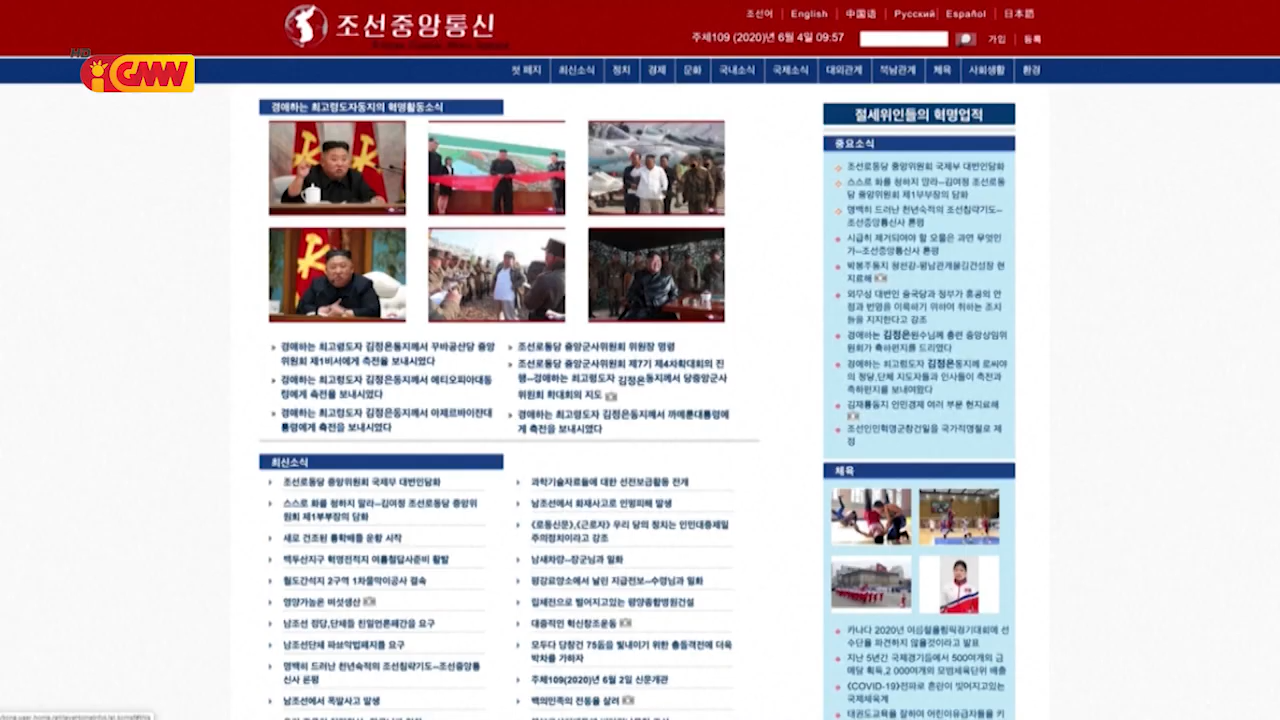 조선중앙통신
조선어 | English | 中国语 | Русский | Español | 日本語
주체109 (2020)년 6월 4일 09:57
가입 | 등록
HD
GMW
첫 페지 | 최신소식 | 정치 | 경제 | 문화 | 국내소식 | 국제소식 | 대외관계 | 북남관계 | 체육 | 사회생활 | 환경
경애하는 최고령도자동지의 혁명활동소식
경애하는 최고령도자 김정은동지께서 꾸바공산당 중앙
위원회 제1비서에게 축전을 보내시였다
경애하는 최고령도자 김정은동지께서 에티오피아대통
령에게 축전을 보내시였다
경애하는 최고령도자 김정은동지께서 아제르바이쟌대
통령에게 축전을 보내시였다
조선로동당 중앙군사위원회 위원장 명령
조선로동당 중앙군사위원회 제7기 제4차확대회의 진
행-경애하는 최고령도자 김정은동지께서 당중앙군사
위원회 확대회의 지도
경애하는 최고령도자 김정은동지께서 까메룬대통령에
게 축전을 보내시였다
최신소식
조선로동당 중앙위원회 국제부 대변인담화
스스로 화를 청하지 말라-김여정 조선로동당 중앙위
원회 제1부부장의 담화
새로 건조된 통학배들 운항 시작
백두산지구 혁명전적지 여름철답사준비 활발
월도간석지 2구역 1차물막이공사 결속
영양가높은 버섯생산
남조선 정당,단체들 친일언론페간을 요구
남조선단체 파쑈악법페지를 요구
명백히 드러난 천년숙적의 조선침략기도-조선중앙통
신사 론평
남조선에서 폭발사고 발생
과학기술자료들에 대한 선전보급활동 전개
남조선에서 화재사고로 인명피해 발생
《로동신문》,《근로자》 우리 당의 정치는 인민대중제일
주의정치이라고 강조
남새차량-장군님과 일화
평강료양소에서 날린 지급전보-수령님과 일화
립체전으로 벌어지고있는 평양종합병원건설
대중적인 혁신창조운동
모두다 당창건 75돐을 빛내이기 위한 총돌격전에 더욱
박차를 가하자
주체109(2020)년 6월 2일 신문개관
백의민족의 전통을 살려
절세위인들의 혁명업적
중요소식
조선로동당 중앙위원회 국제부 대변인담화
스스로 화를 청하지 말라-김여정 조선로동
당 중앙위원회 제1부부장의 담화
명백히 드러난 천년숙적의 조선침략기도-
조선중앙통신사 론평
시급히 제거되여야 할 오물은 과연 무엇인
가-조선중앙통신사 론평
박봉주동지 청천강-평남관개물길건설장 현
지료해
외무성 대변인 중국당과 정부가 홍콩의 안
정과 번영을 이룩하기 위하여 취하는 조치
들을 지지한다고 강조
경애하는 김정은원수님께 총련 중앙상임위
원회가 축하편지를 드리였다
경애하는 최고령도자 김정은동지께 로씨야
의 정당,단체 지도자들과 인사들이 축전과
축하편지를 보내여왔다
김재룡동지 인민경제 여러 부문 현지료해
조선인민혁명군창건일을 국가적명절로 제
정
체육
카나다 2020년 여름철올림픽경기대회에 선
수단을 파견하지 않을것이라고 발표
지난 5년간 국제경기들에서 500여개의 금
메달 획득,2 000여개의 모범체육단위 배출
《COVID-19》전파로 혼란이 빚어지고있는
국제체육계
태권도교육을 잘하여 어린이유급자들을 키